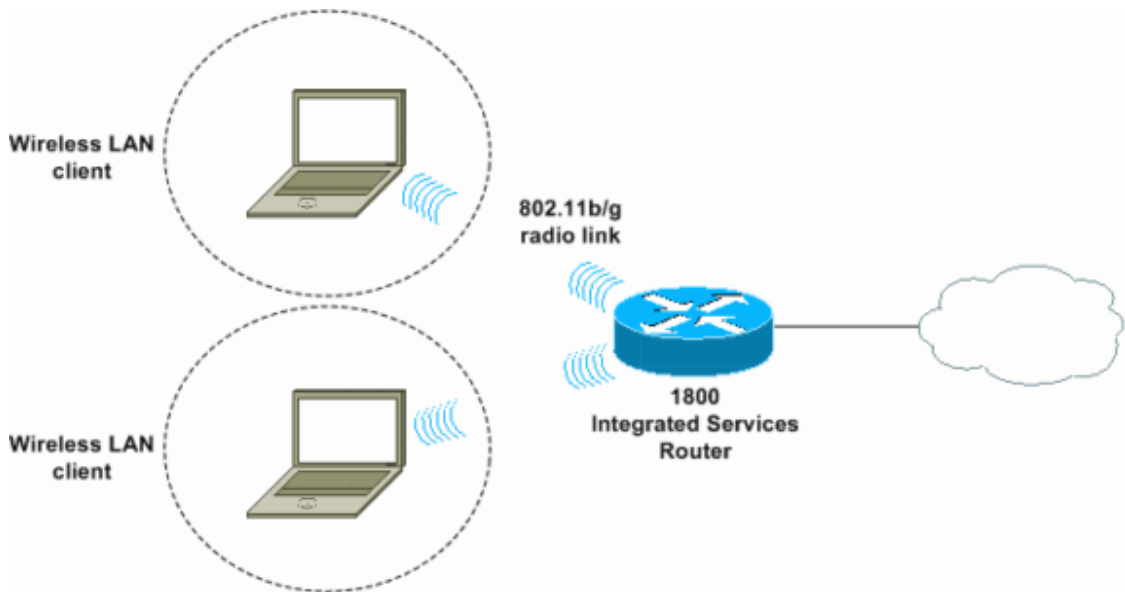 Wireless LAN
client
802.11b/g
radio link
1800
Integrated Services
Router
Wireless LAN
client